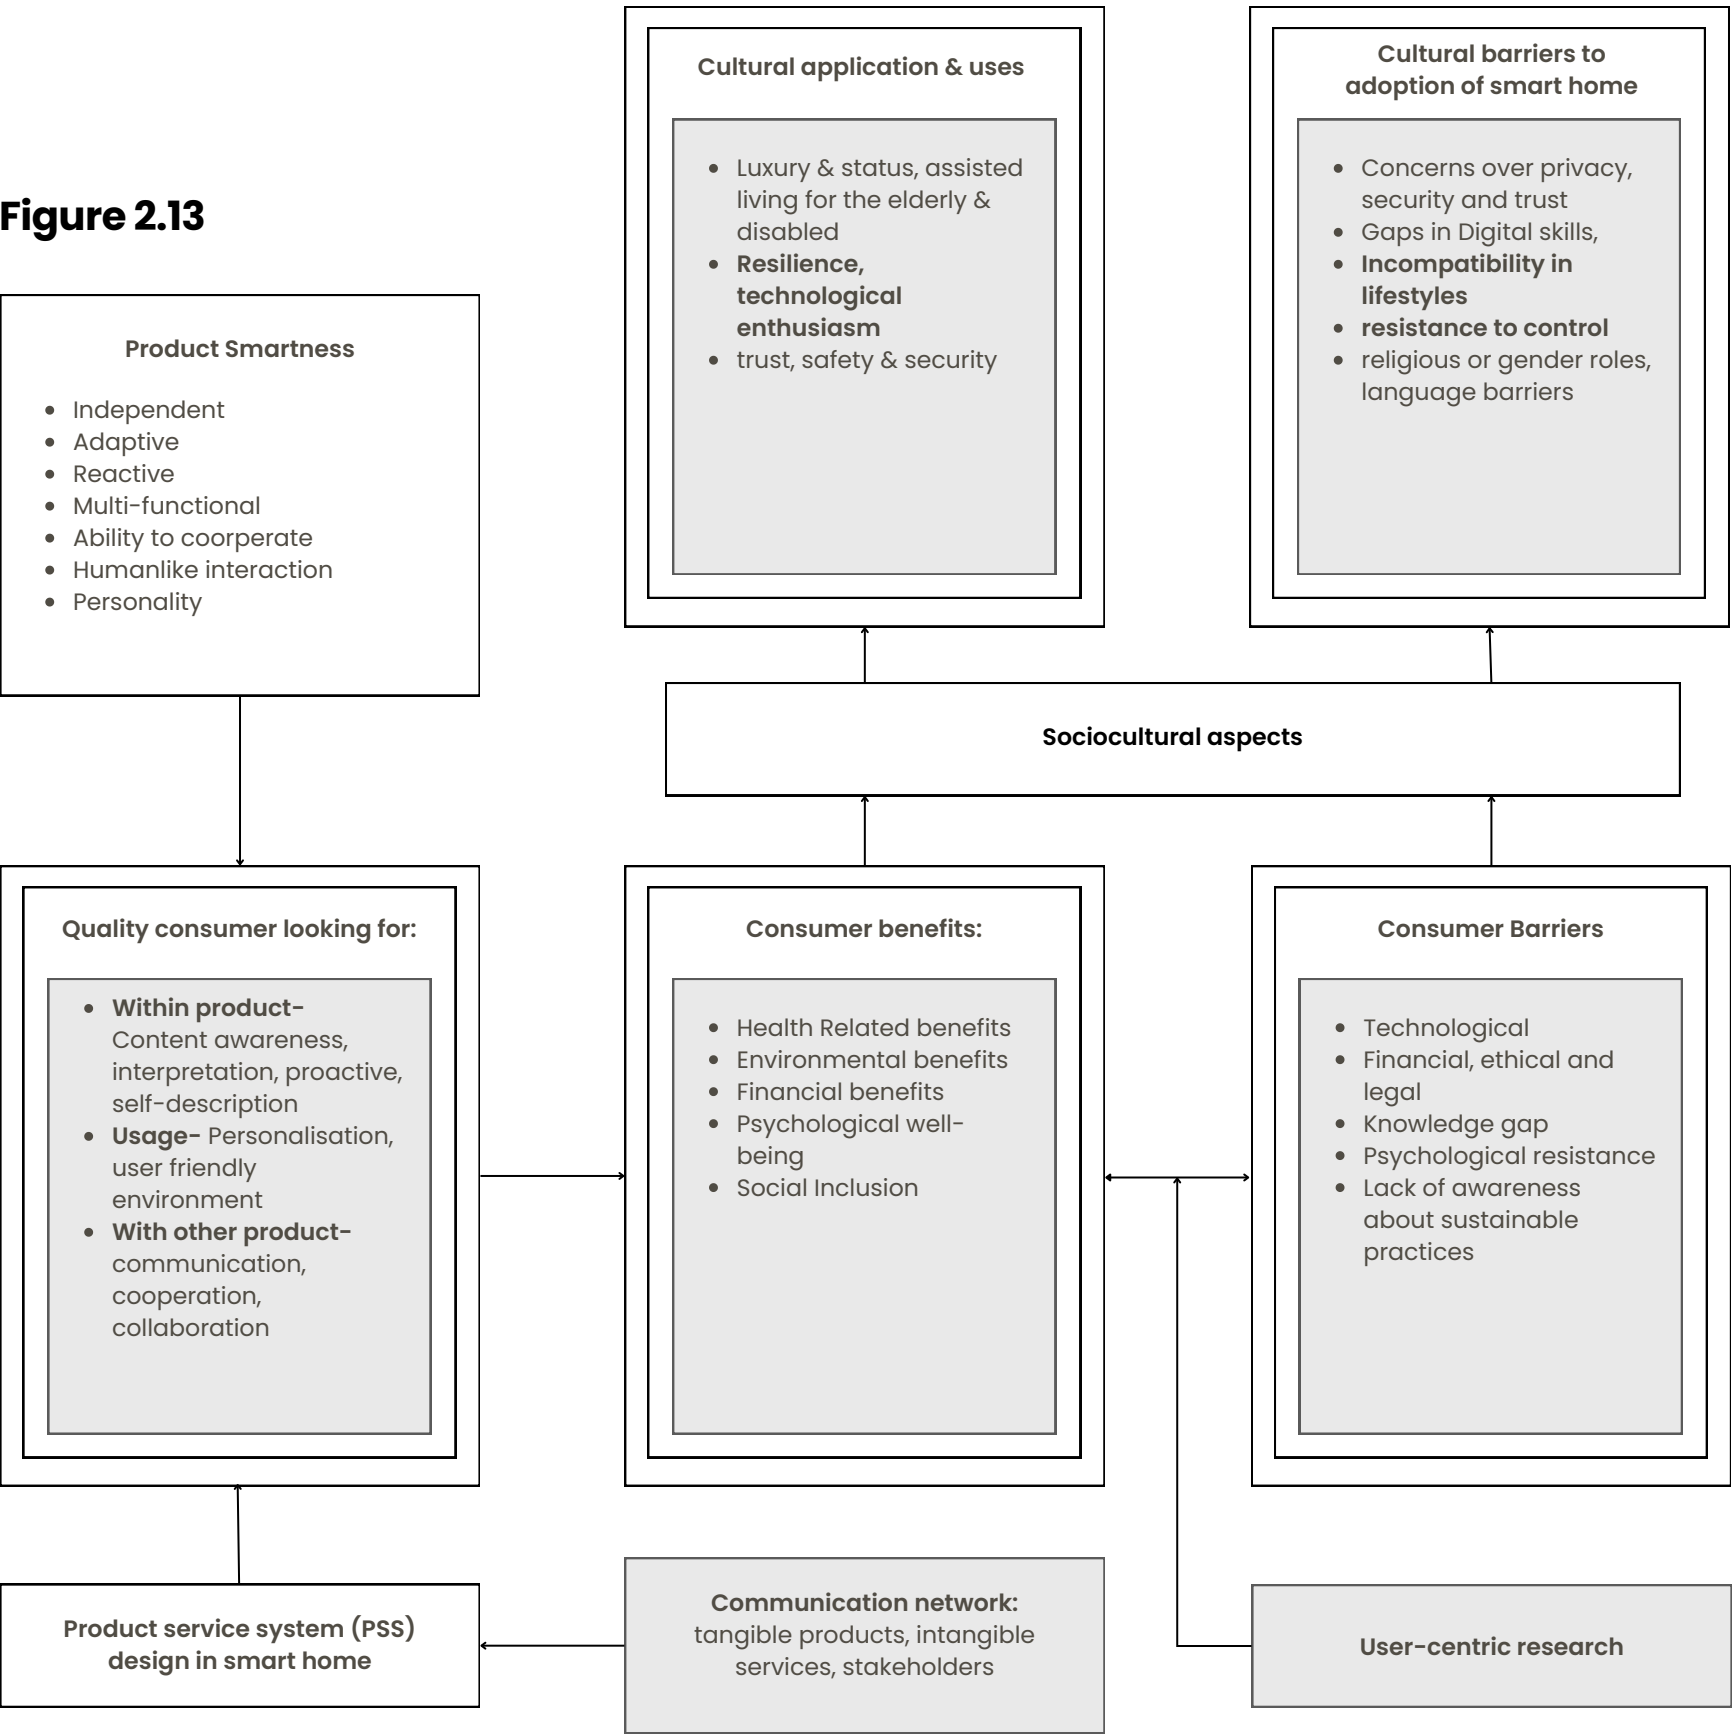 Figure 2.13
Product Smartness
Independent
Adaptive
Reactive
Multi-functional
Ability to coorperate
Humanlike interaction
Personality
Cultural application & uses
Luxury & status, assisted
living for the elderly &
disabled
Resilience,
technological
enthusiasm
trust, safety & security
Cultural barriers to
adoption of smart home
Concerns over privacy,
security and trust
Gaps in Digital skills,
Incompatibility in
lifestyles
resistance to control
religious or gender roles,
language barriers
Sociocultural aspects
Quality consumer looking for:
Within product-
Content awareness,
interpretation, proactive,
self-description
Usage- Personalisation,
user friendly
environment
With other product-
communication,
cooperation,
collaboration
Consumer benefits:
Health Related benefits
Environmental benefits
Financial benefits
Psychological well-
being
Social Inclusion
Consumer Barriers
Technological
Financial, ethical and
legal
Knowledge gap
Psychological resistance
Lack of awareness
about sustainable
practices
Product service system (PSS)
design in smart home
Communication network:
tangible products, intangible
services, stakeholders
User-centric research